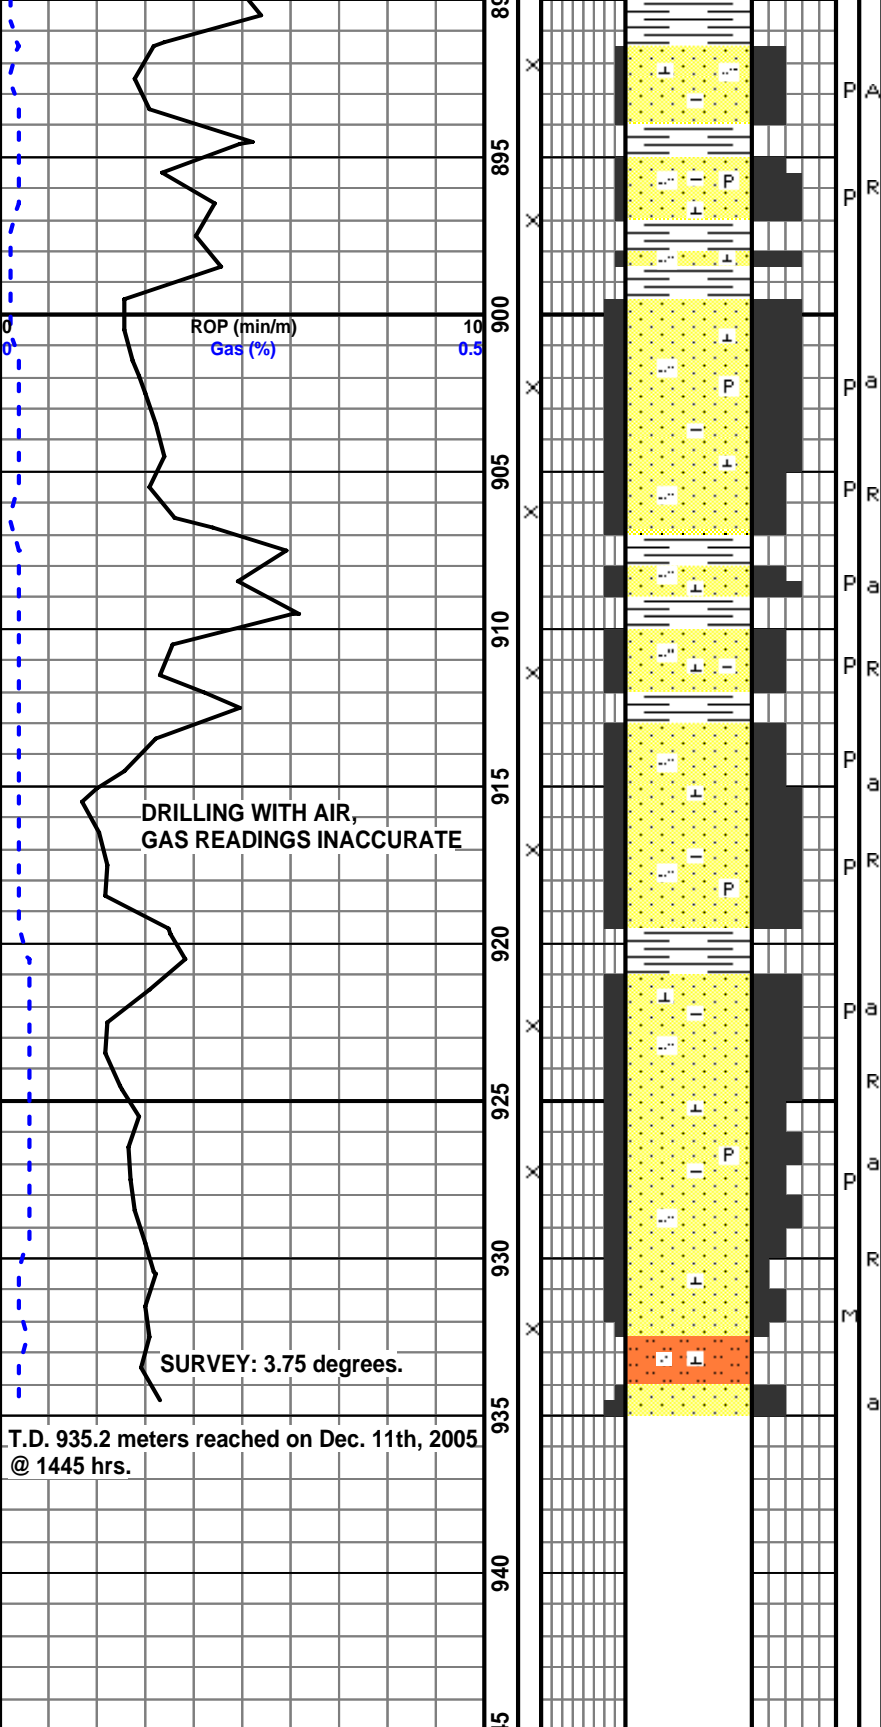 89
895
900
0 ROP (min/m) 10
0 Gas (%) 0.5
905
910
915
DRILLING WITH AIR,
GAS READINGS INACCURATE
920
925
930
SURVEY: 3.75 degrees.
935
T.D. 935.2 meters reached on Dec. 11th, 2005
@ 1445 hrs.
940
45
P A
P R
P a
P R
P a
P R
P a
P R
P a
R
P a
R
M
a
P
P
P
P